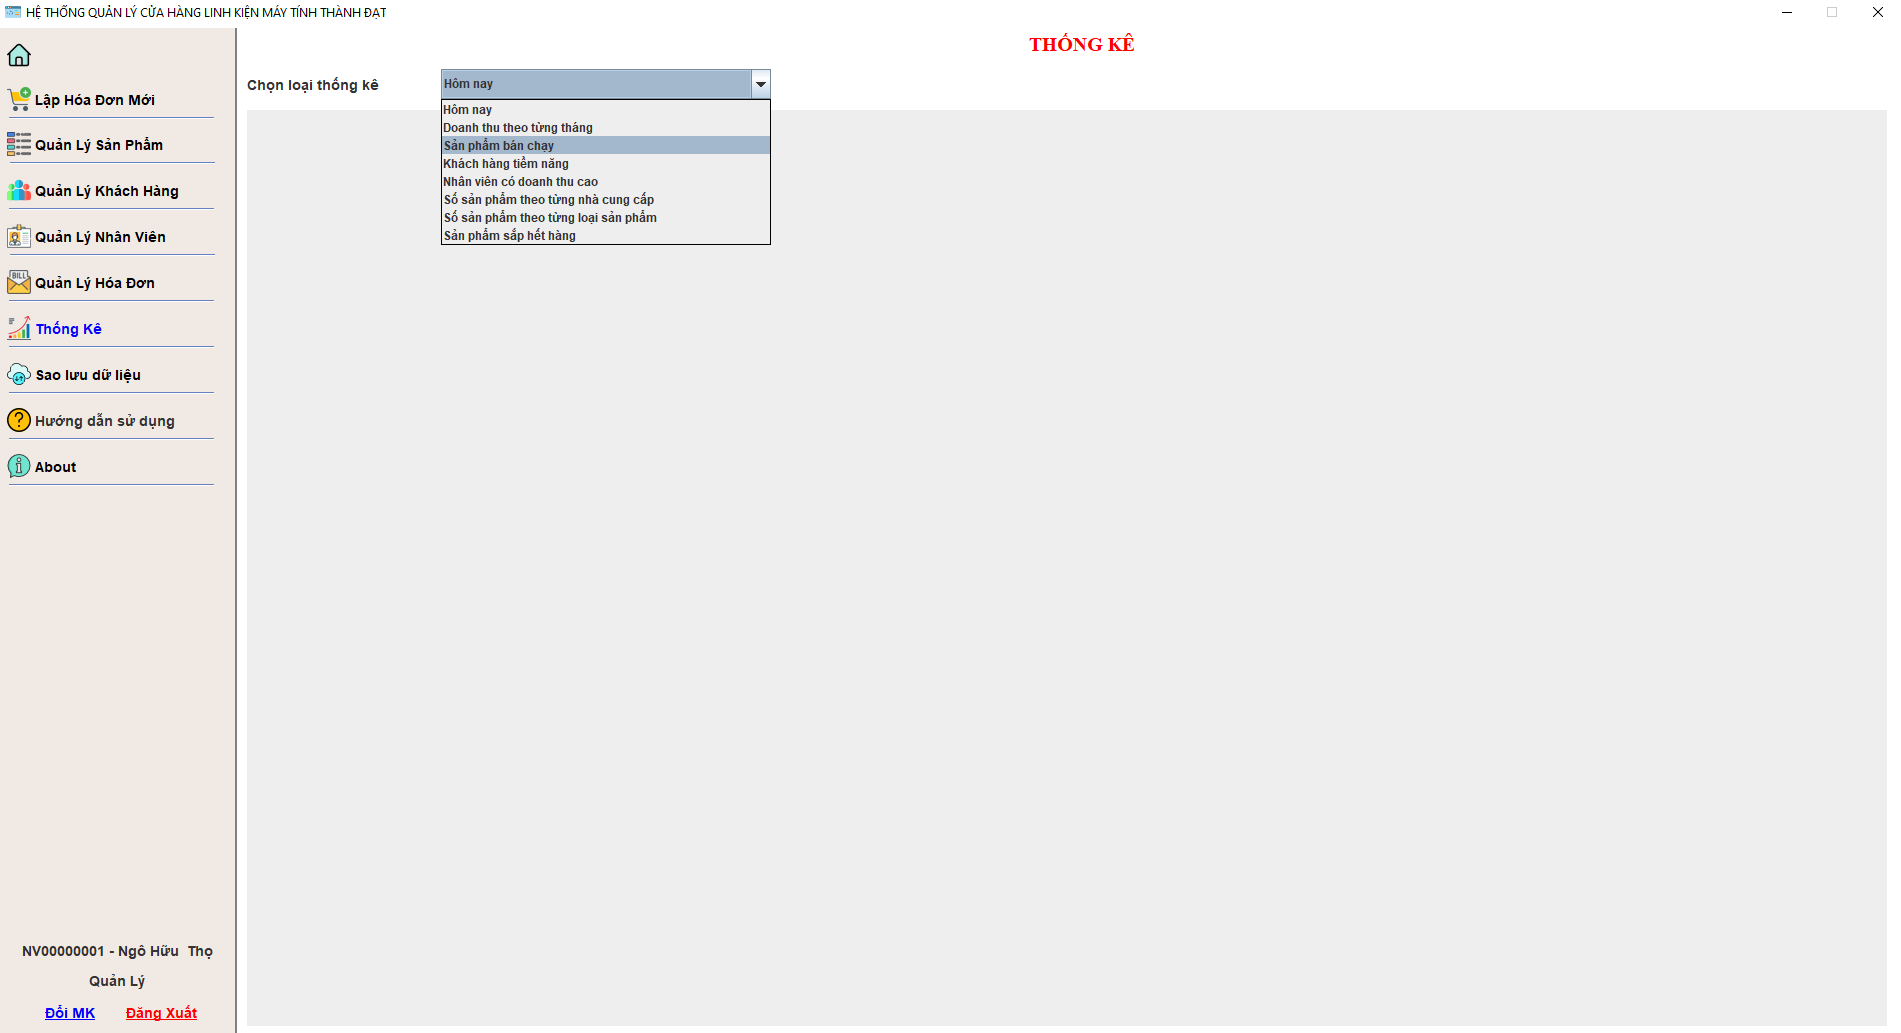 HỆ THỐNG QUẢN LÝ CỬA HÀNG LINH KIỆN MÁY TÍNH THÀNH ĐẠT
Lập Hóa Đơn Mới
Quản Lý Sản Phẩm
Quản Lý Khách Hàng
Quản Lý Nhân Viên
BILL
Quản Lý Hóa Đơn
Thống Kê
Sao lưu dữ liệu
Hướng dẫn sử dụng
About
NV00000001 - Ngô Hữu  Thọ
Quản Lý
Đổi MK Đăng Xuất
THỐNG KÊ
Chọn loại thống kê Hôm nay
Hôm nay
Doanh thu theo từng tháng
Sản phẩm bán chạy
Khách hàng tiềm năng
Nhân viên có doanh thu cao
Số sản phẩm theo từng nhà cung cấp
Số sản phẩm theo từng loại sản phẩm
Sản phẩm sắp hết hàng